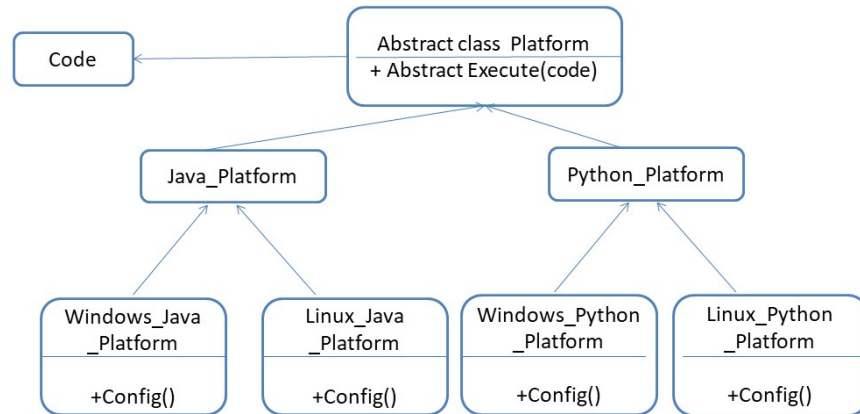 Code
Abstract class Platform
+ Abstract Execute(code)
Java_Platform
Python_Platform
Windows_Java
_Platform
+Config()
Linux_Java
_Platform
+Config()
Windows_Python
_Platform
+Config()
Linux_Python
_Platform
+Config()